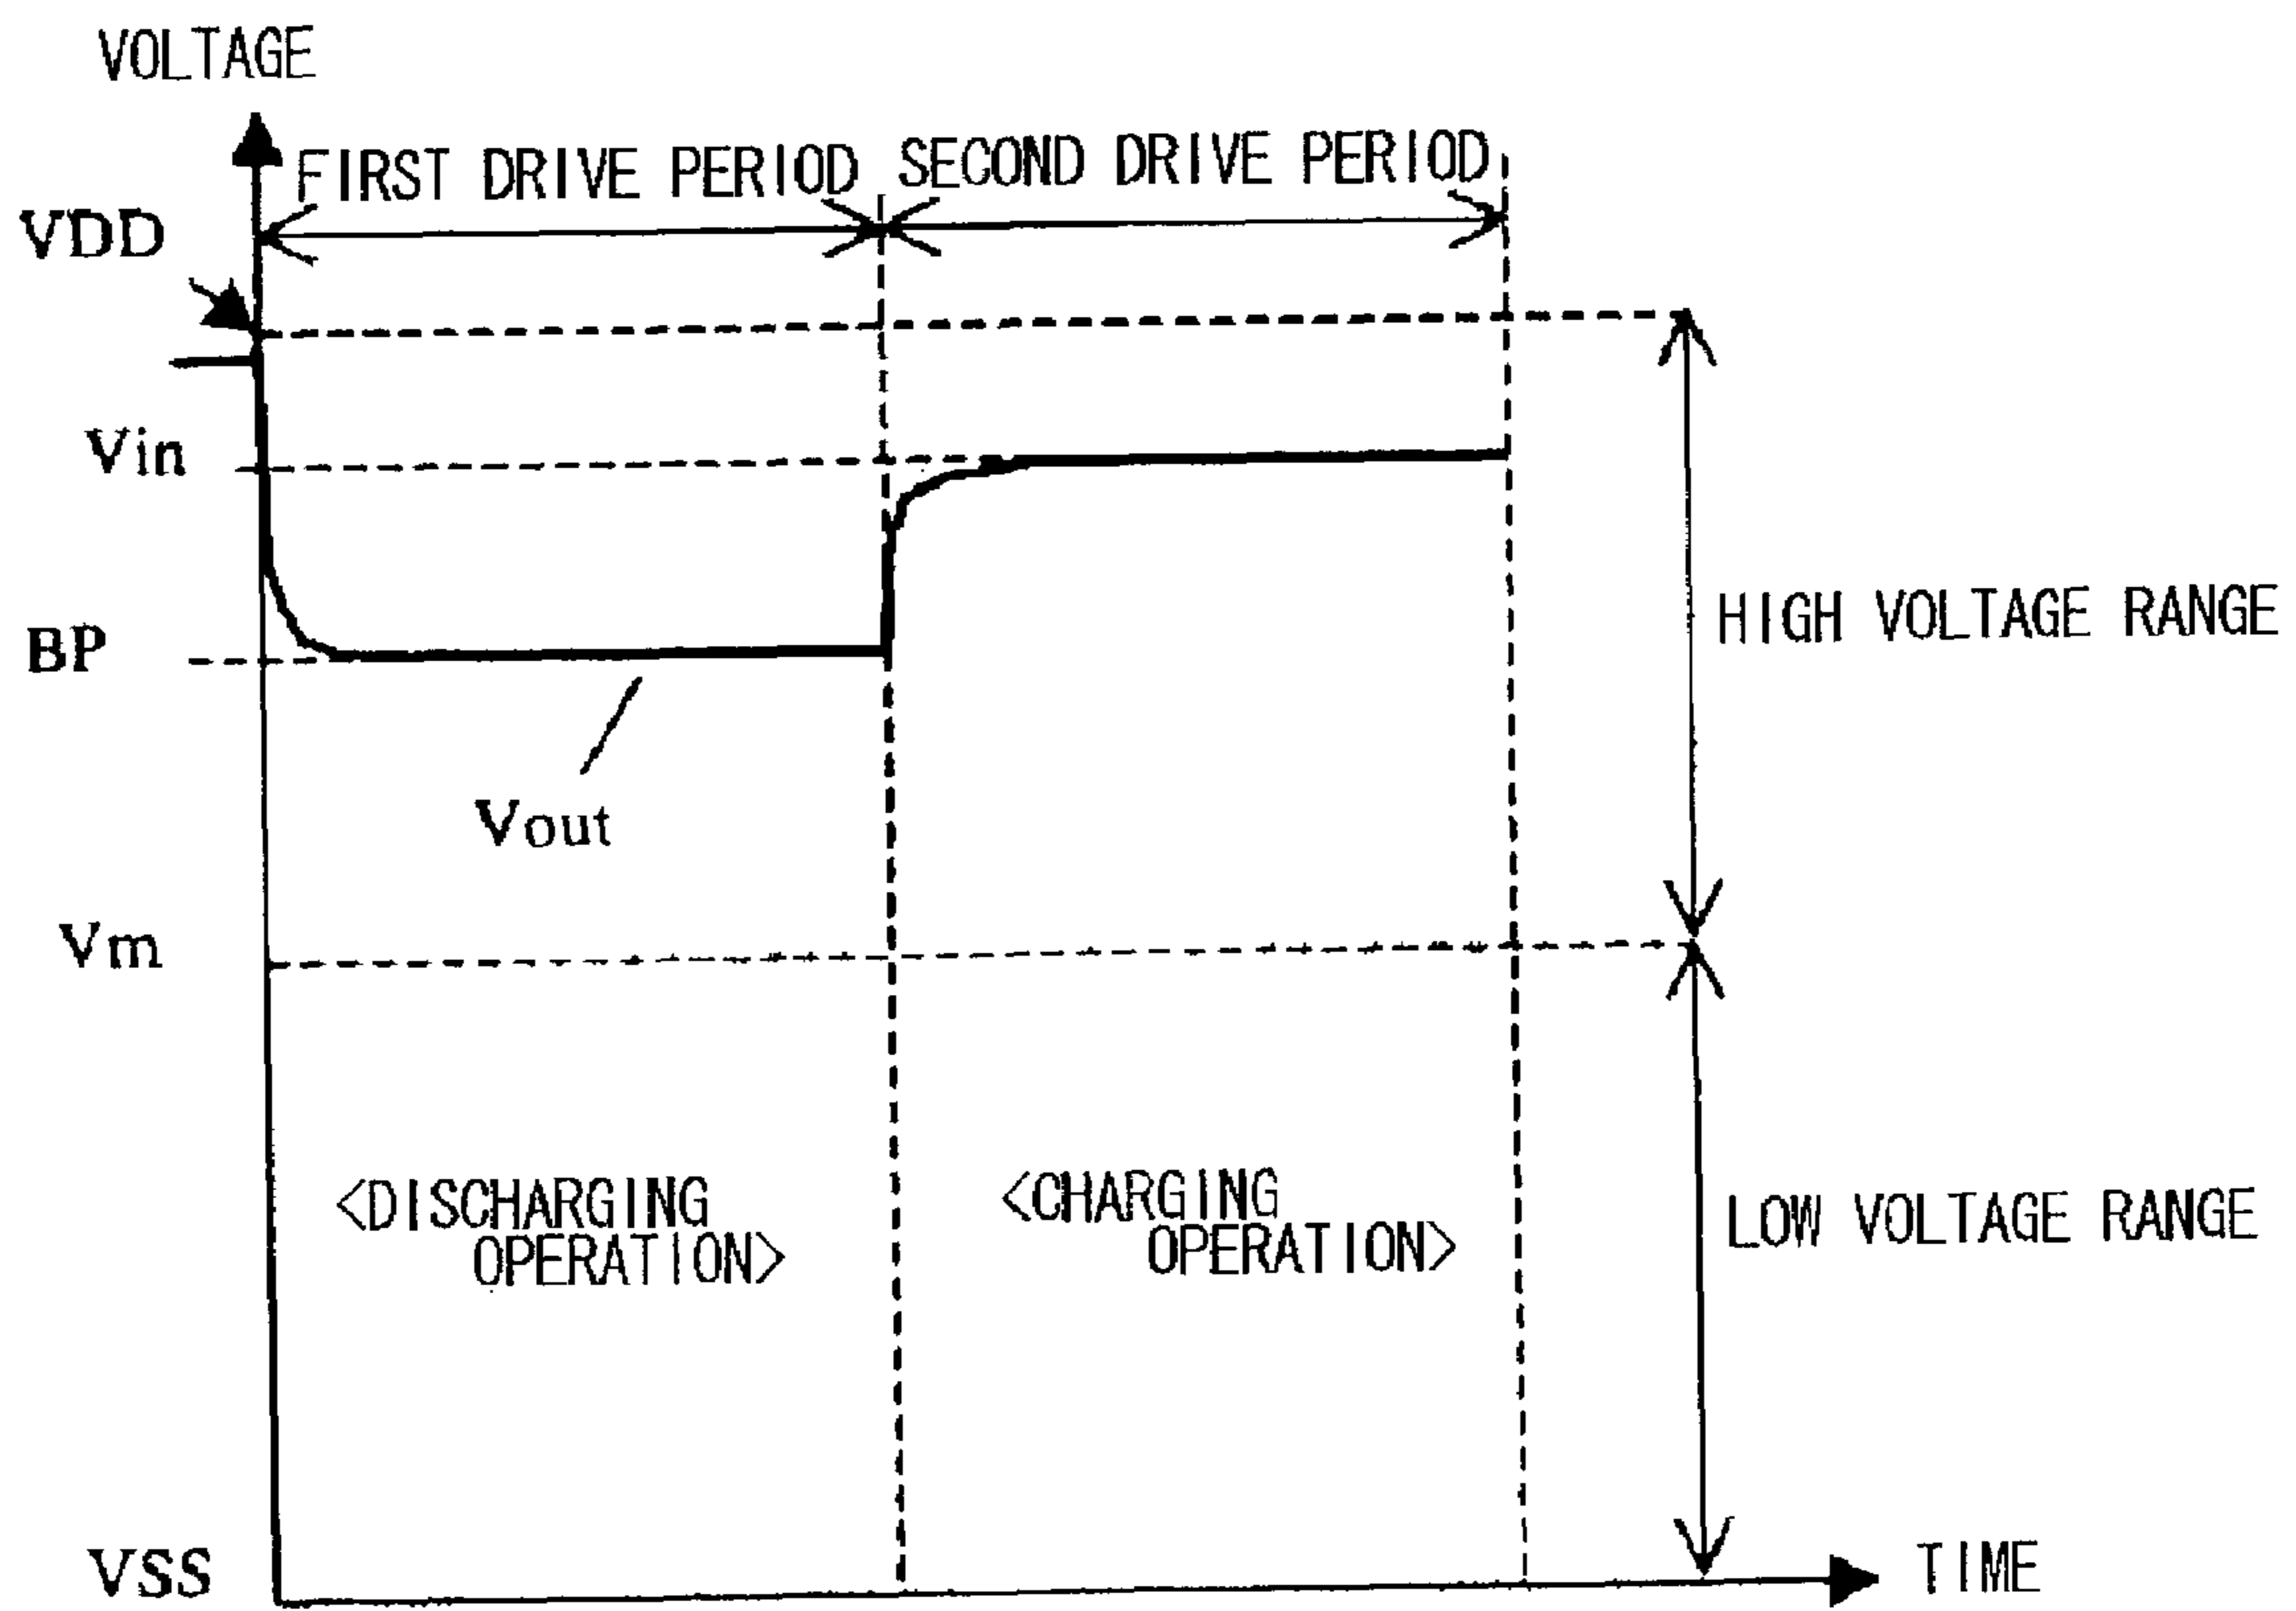 VOLTAGE
FIRST DRIVE PERIOD
SECOND DRIVE PERIOD
VDD
Vin
BP
HIGH VOLTAGE RANGE
Vout
Vm
<DISCHARGING
OPERATION>
<CHARGING
OPERATION>
LOW VOLTAGE RANGE
VSS
TIME